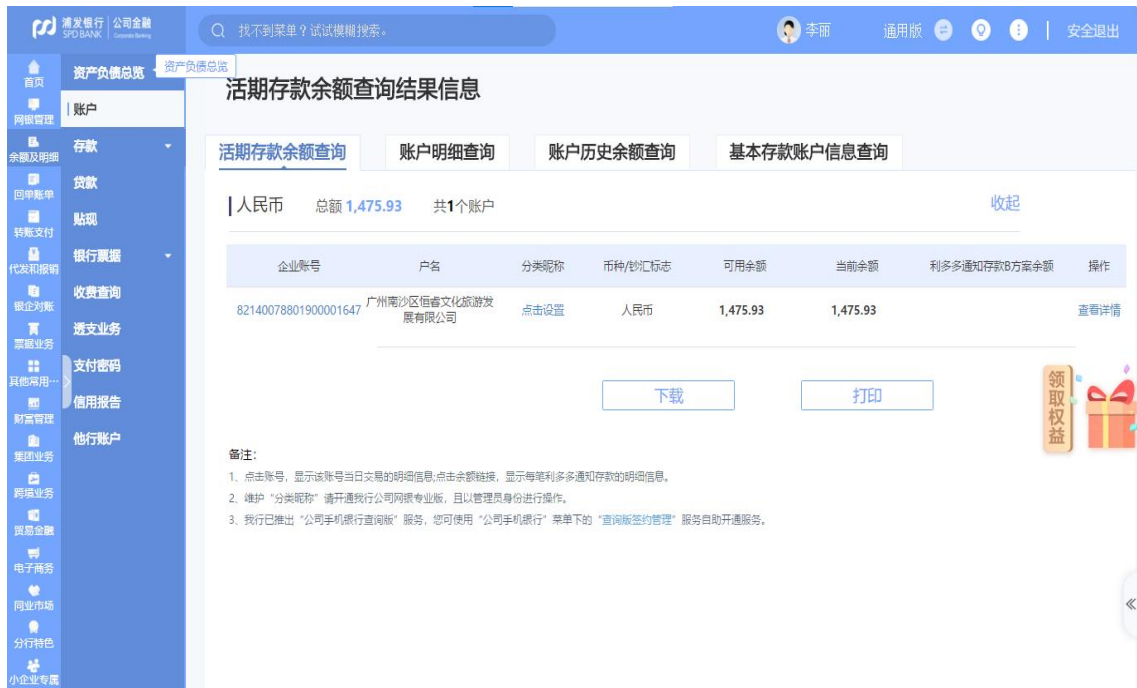 浦发银行 公司金融
SPD BANK Corporate Banking
找不到菜单？试试模糊搜索。
李丽
通用版
安全退出
首页
网银管理
余额及明细
回单账单
转账支付
代发和报销
银企对账
票据业务
其他常用…
财富管理
集团业务
跨境业务
贸易金融
电子商务
同业市场
分行特色
小企业专属
资产负债总览
资产负债总览
账户
存款
贷款
贴现
银行票据
收费查询
透支业务
支付密码
信用报告
他行账户
活期存款余额查询结果信息
活期存款余额查询 账户明细查询 账户历史余额查询 基本存款账户信息查询
人民币 总额 1,475.93 共1个账户 收起
企业账号 户名 分类昵称 币种/钞汇标志 可用余额 当前余额 利多多通知存款B方案余额 操作
82140078801900001647 广州南沙区恒睿文化旅游发 点击设置 人民币 1,475.93 1,475.93 查看详情
展有限公司
下载 打印
领取权益
备注：
1、点击账号，显示该账号当日交易的明细信息;点击余额链接，显示每笔利多多通知存款的明细信息。
2、维护“分类昵称”请开通我行公司网银专业版，且以管理员身份进行操作。
3、我行已推出“公司手机银行查询版”服务，您可使用“公司手机银行”菜单下的“查询版签约管理”服务自助开通服务。